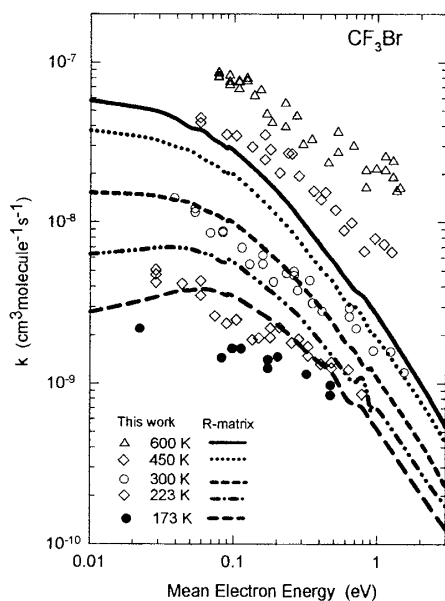 CF₃Br
10⁻⁷
10⁻⁸
10⁻⁹
10⁻¹⁰
k (cm³molecule⁻¹s⁻¹)
This work R-matrix
600 K
450 K
300 K
223 K
173 K
0.01 0.1 1
Mean Electron Energy (eV)